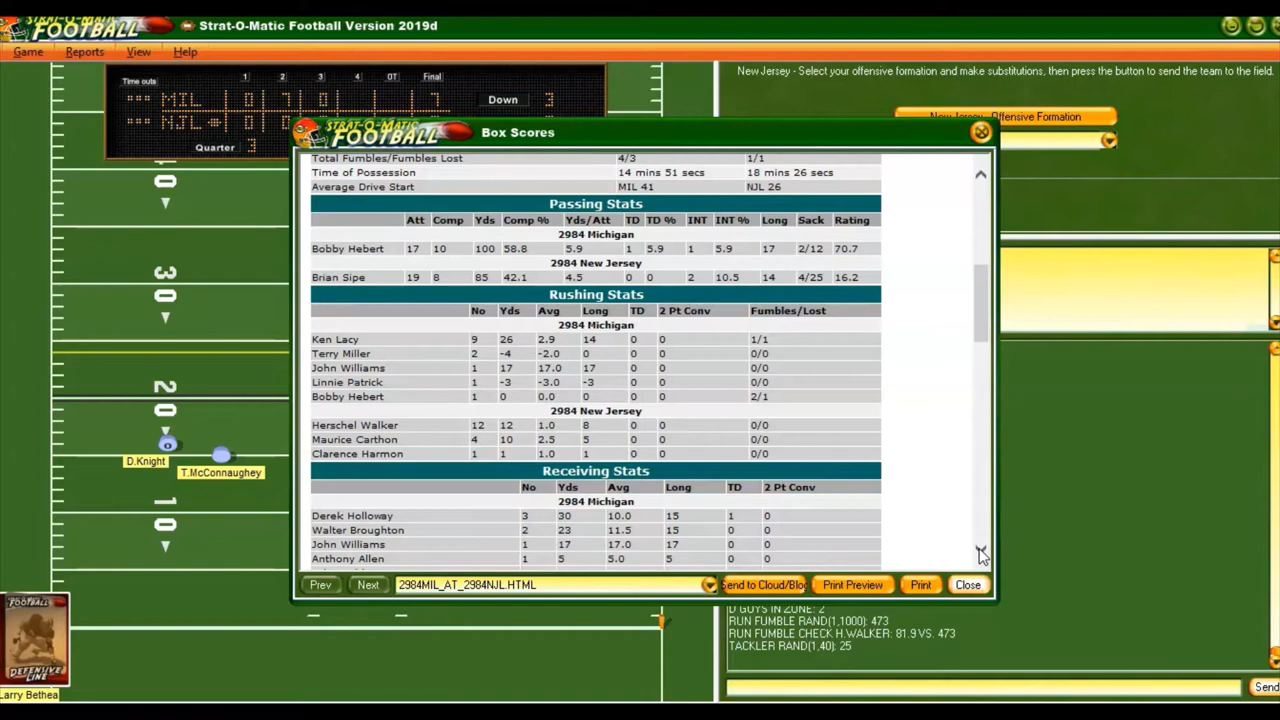 STRAT-O-MATIC
FOOTBALL
Strat-O-Matic Football Version 2019d
Game Reports View Help
Time outs 1 2 3 4 OT Final
*** MIL | 0| 7| 0| | | 7
Down 3
Quarter 3
New Jersey - Select your offensive formation and make substitutions, then press the button to send the team to the field.
New Jersey - Offensive Formation
STRAT-O-MATIC
FOOTBALL
Box Scores
Total Fumbles/Fumbles Lost 4/3 1/1
Time of Possession 14 mins 51 secs 18 mins 26 secs
Average Drive Start MIL 41 NJL 26
Passing Stats
Att Comp Yds Comp % Yds/Att TD TD % INT INT % Long Sack Rating
2984 Michigan
Bobby Hebert 17 10 100 58.8 5.9 1 5.9 1 5.9 17 2/12 70.7
2984 New Jersey
Brian Sipe 19 8 85 42.1 4.5 0 0 2 10.5 14 4/25 16.2
Rushing Stats
No Yds Avg Long TD 2 Pt Conv Fumbles/Lost
2984 Michigan
Ken Lacy 9 26 2.9 14 0 0 1/1
Terry Miller 2 -4 -2.0 0 0 0 0/0
John Williams 1 17 17.0 17 0 0 0/0
Linnie Patrick 1 -3 -3.0 -3 0 0 0/0
Bobby Hebert 1 0 0.0 0 0 0 2/1
2984 New Jersey
Herschel Walker 12 12 1.0 8 0 0 0/0
Maurice Carthon 4 10 2.5 5 0 0 0/0
Clarence Harmon 1 1 1.0 1 0 0 0/0
Receiving Stats
No Yds Avg Long TD 2 Pt Conv
2984 Michigan
Derek Holloway 3 30 10.0 15 1 0
Walter Broughton 2 23 11.5 15 0 0
John Williams 1 17 17.0 17 0 0
Anthony Allen 1 5 5.0 5 0 0
Prev Next 2984MIL_AT_2984NJL.HTML Send to Cloud/Blog Print Preview Print Close
30
20
10
D.Knight
T.McConnaughey
FOOTBALL
DEFENSIVE
LINE
Larry Bethea
D GUYS IN ZONE: 2
RUN FUMBLE RAND(1,1000): 473
RUN FUMBLE CHECK H.WALKER: 81.9 VS. 473
TACKLER RAND(1,40): 25
Send